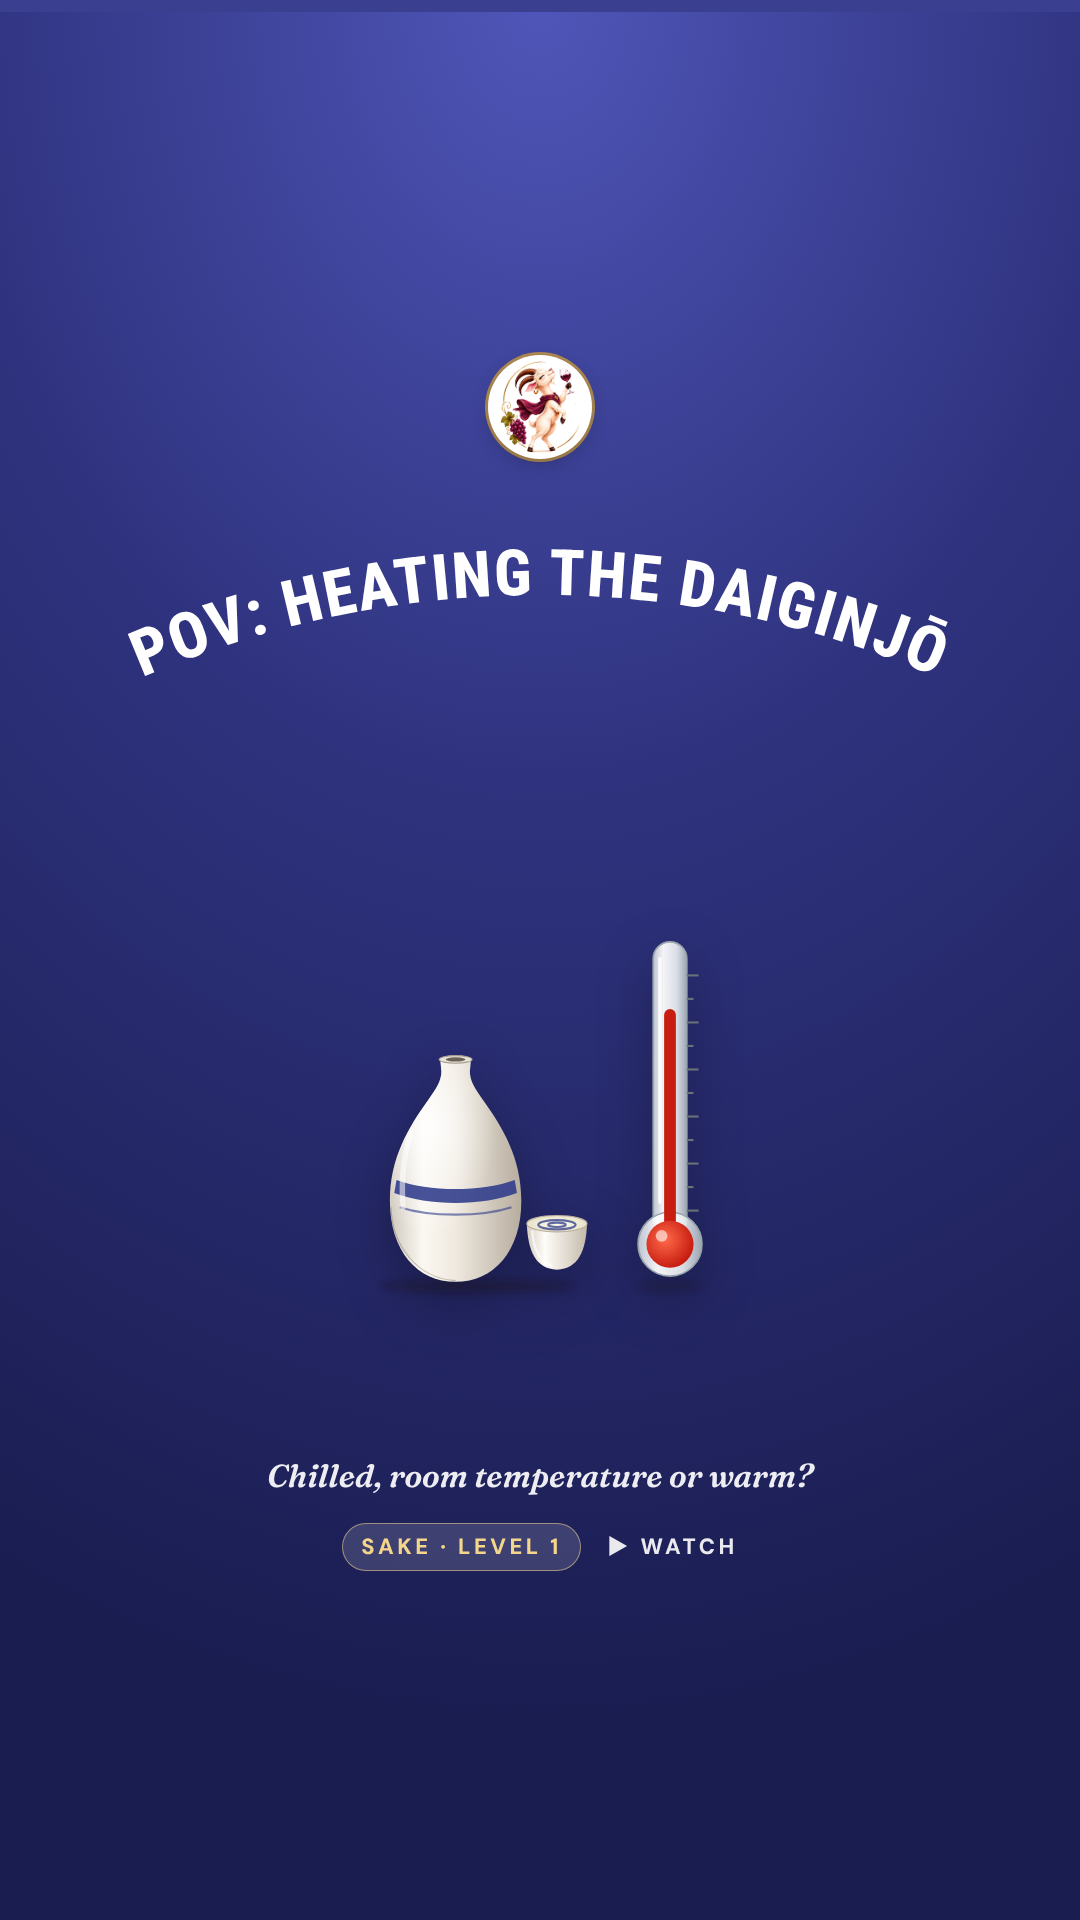 POV: HEATING THE DAIGINJŌ
Chilled, room temperature or warm?
SAKE · LEVEL 1
▶ WATCH